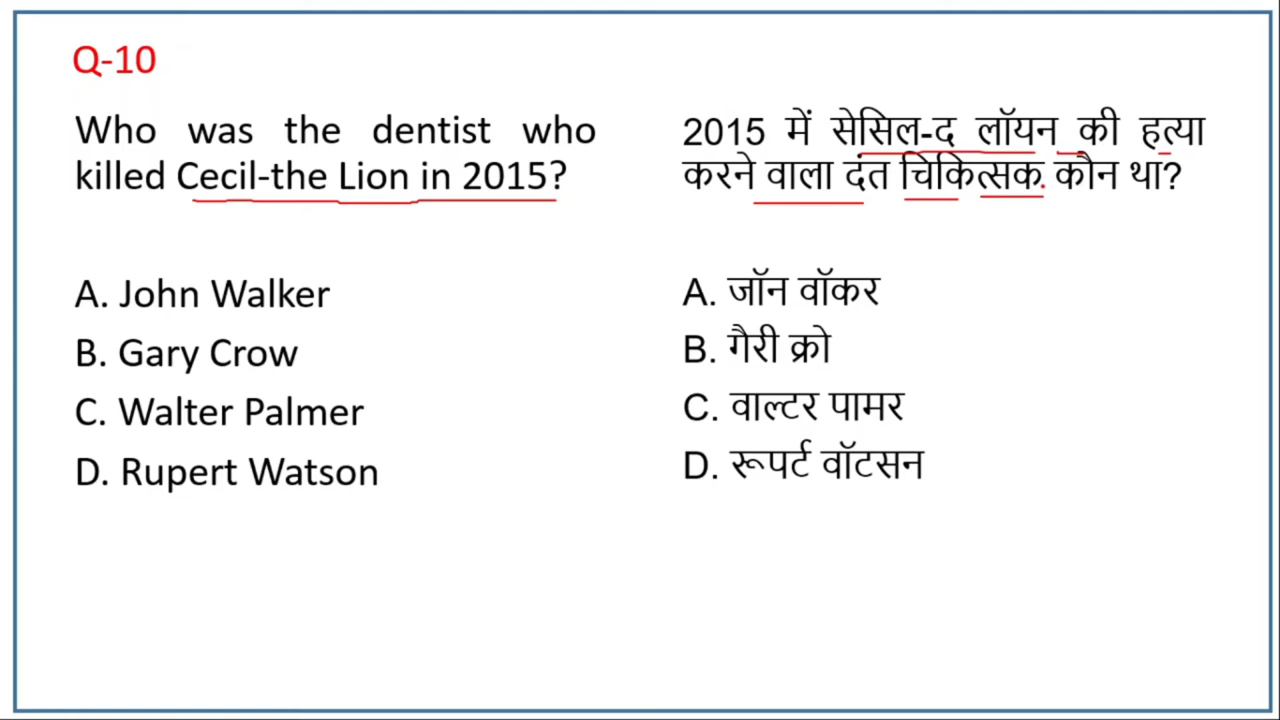 Q-10
Who was the dentist who
killed Cecil-the Lion in 2015?
A. John Walker
B. Gary Crow
C. Walter Palmer
D. Rupert Watson
2015 में सेसिल-द लॉयन की हत्या
करने वाला दंत चिकित्सक कौन था?
A. जॉन वॉकर
B. गैरी क्रो
C. वाल्टर पामर
D. रूपर्ट वॉटसन